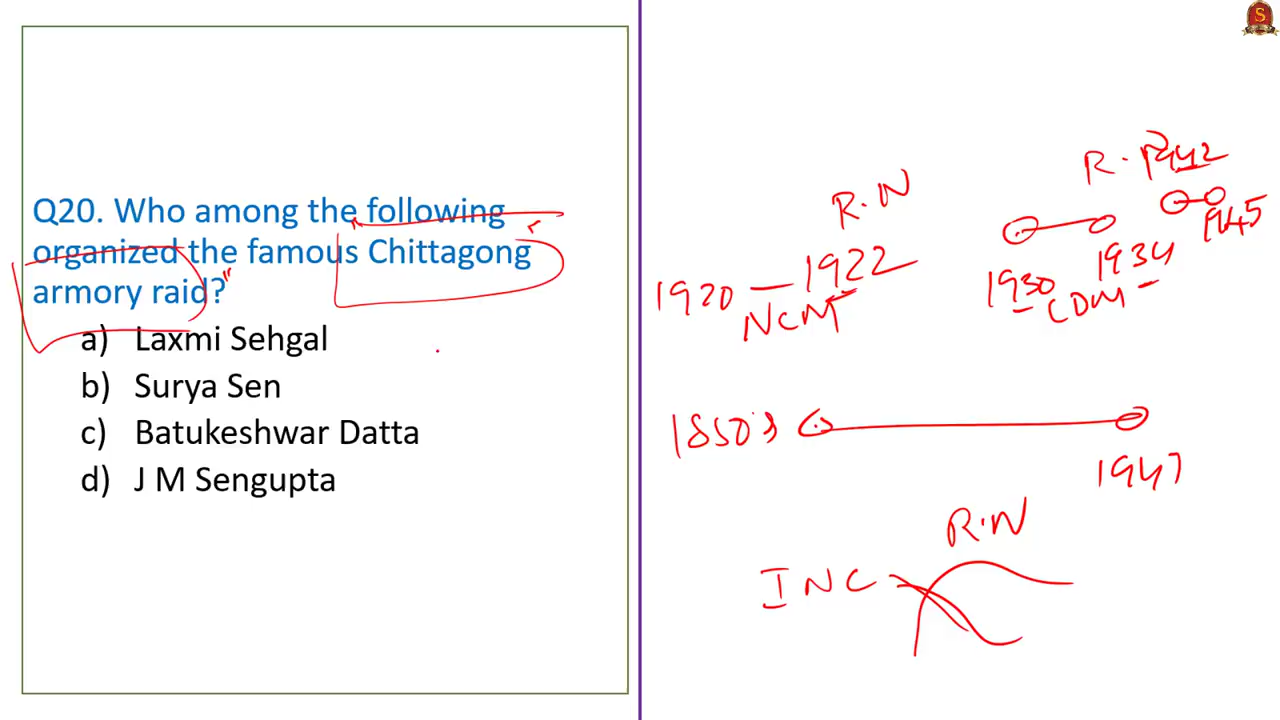 Q20. Who among the following
organized the famous Chittagong
armory raid?
a) Laxmi Sehgal
b) Surya Sen
c) Batukeshwar Datta
d) J M Sengupta
R.N
1920 — 1922
NCM
R.
1942
1945
1930
1934
CDM
1850's
1947
R.N
INC
S